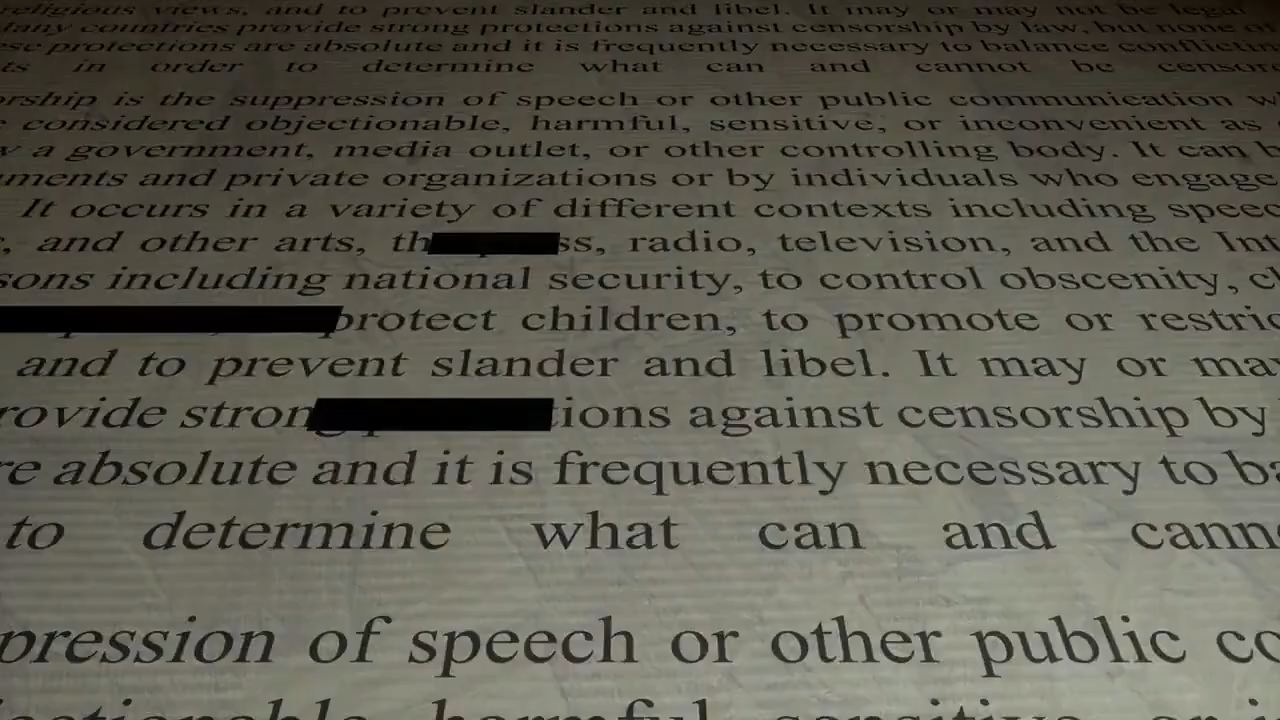 religious views, and to prevent slander and libel. It may or may not be legal
many countries provide strong protections against censorship by law, but none of
these protections are absolute and it is frequently necessary to balance conflicting
ts in order to determine what can and cannot be censore
orship is the suppression of speech or other public communication w
considered objectionable, harmful, sensitive, or inconvenient as
y a government, media outlet, or other controlling body. It can b
ments and private organizations or by individuals who engage
It occurs in a variety of different contexts including speec
, and other arts, th ss, radio, television, and the Int
sons including national security, to control obscenity, ch
protect children, to promote or restric
and to prevent slander and libel. It may or may
rovide stron ions against censorship by
re absolute and it is frequently necessary to ba
to determine what can and canno
pression of speech or other public co